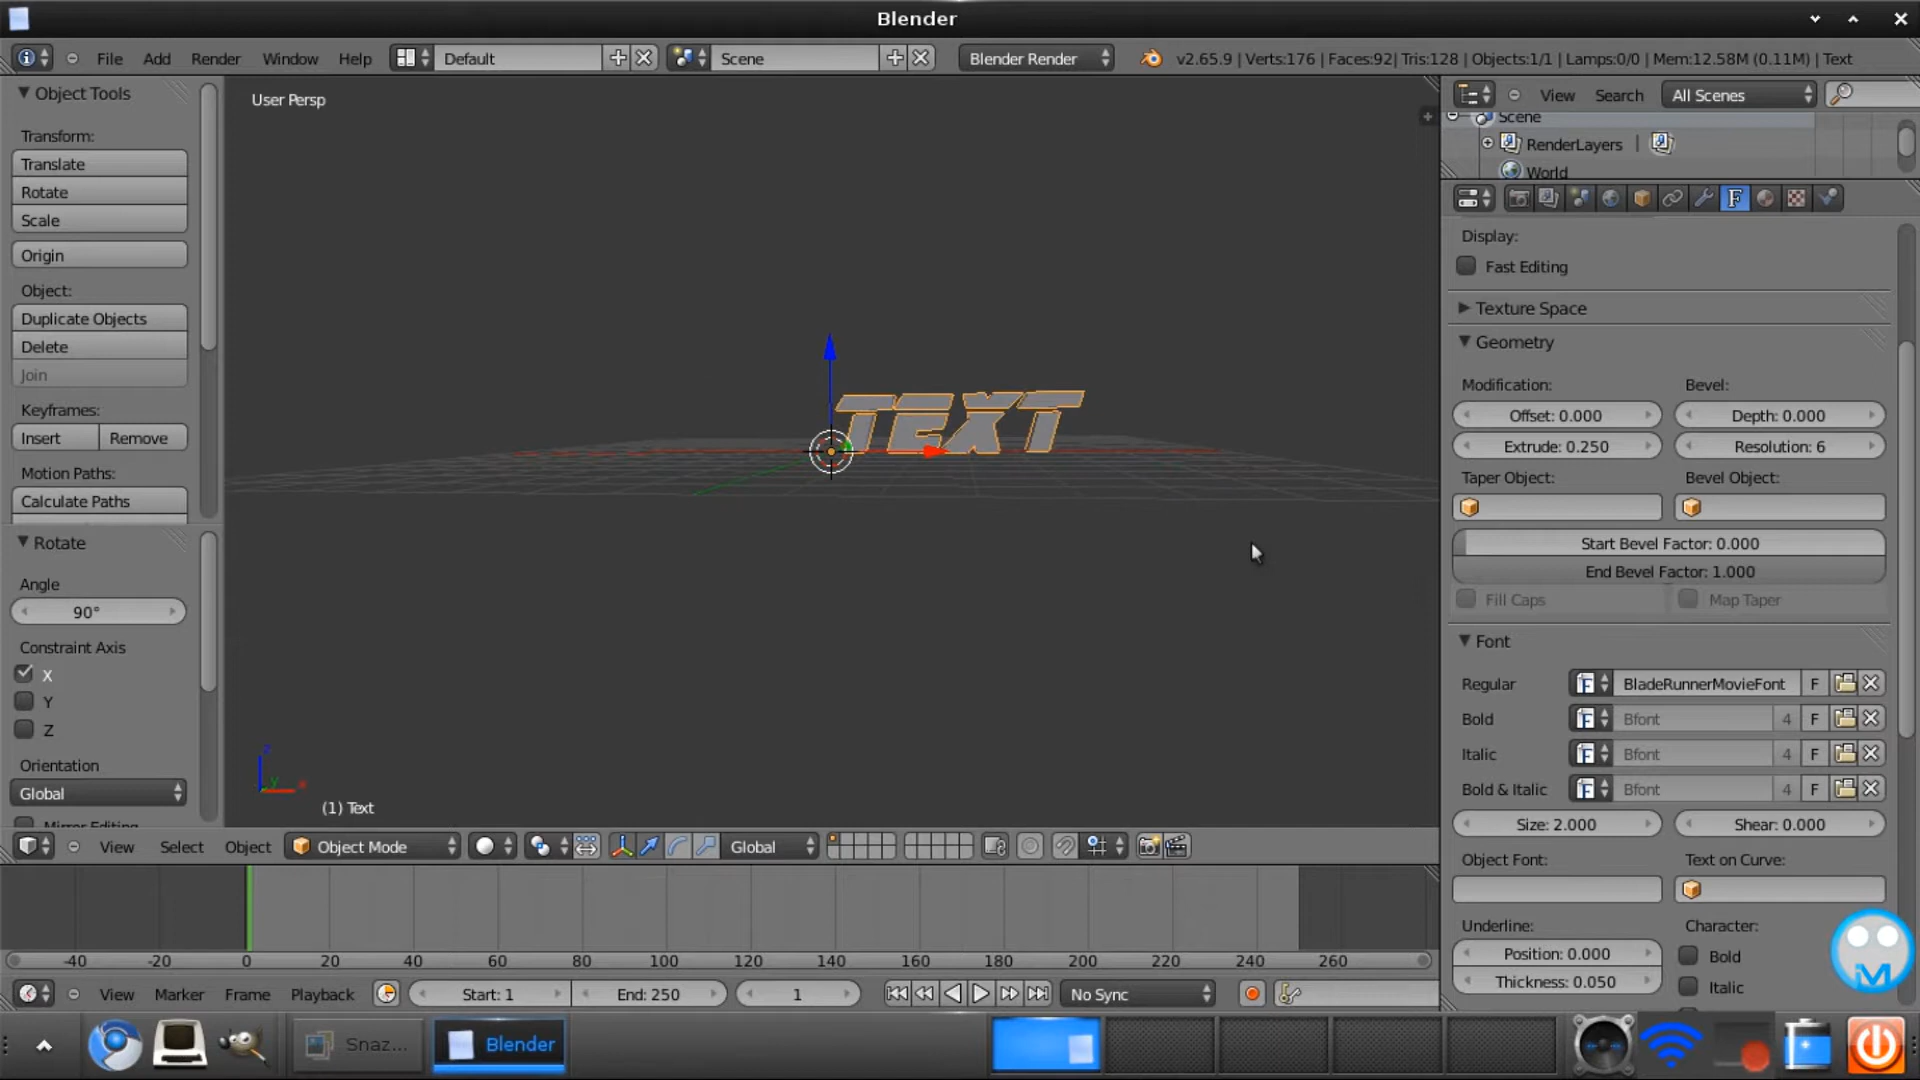 Blender
File Add Render Window Help Default Scene Blender Render v2.65.9 | Verts:176 | Faces:92| Tris:128 | Objects:1/1 | Lamps:0/0 | Mem:12.58M (0.11M) | Text
Object Tools
Transform:
Translate
Rotate
Scale
Origin
Object:
Duplicate Objects
Delete
Join
Keyframes:
Insert Remove
Motion Paths:
Calculate Paths
Rotate
Angle
90°
Constraint Axis
X
Y
Z
Orientation
Global
Mirror Editing
User Persp
TEXT
z
y x
(1) Text
View Select Object Object Mode Global
View Search All Scenes
Scene
RenderLayers |
World
F
Display:
Fast Editing
Texture Space
Geometry
Modification: Bevel:
Offset: 0.000 Depth: 0.000
Extrude: 0.250 Resolution: 6
Taper Object: Bevel Object:
Start Bevel Factor: 0.000
End Bevel Factor: 1.000
Fill Caps Map Taper
Font
Regular F BladeRunnerMovieFont F
Bold F Bfont 4 F
Italic F Bfont 4 F
Bold & Italic F Bfont 4 F
Size: 2.000 Shear: 0.000
Object Font: Text on Curve:
Underline: Character:
Position: 0.000 Bold
Thickness: 0.050 Italic
-40 -20 0 20 40 60 80 100 120 140 160 180 200 220 240 260
View Marker Frame Playback Start: 1 End: 250 1 No Sync
Snaz... Blender
M